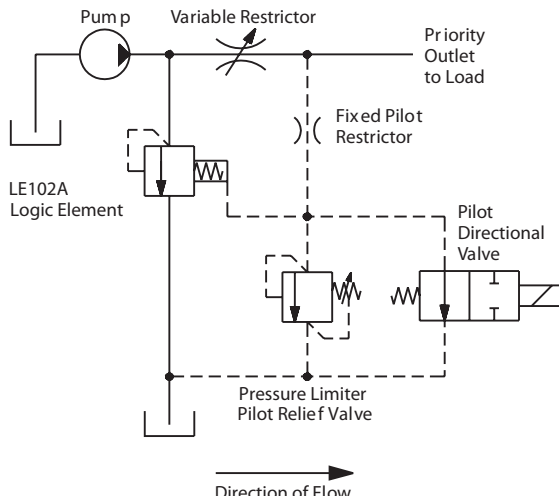 Pump
Variable Restrictor
Priority
Outlet
to Load
Fixed Pilot
Restrictor
LE102A
Logic Element
Pilot
Directional
Valve
Pressure Limiter
Pilot Relief Valve
Direction of Flow